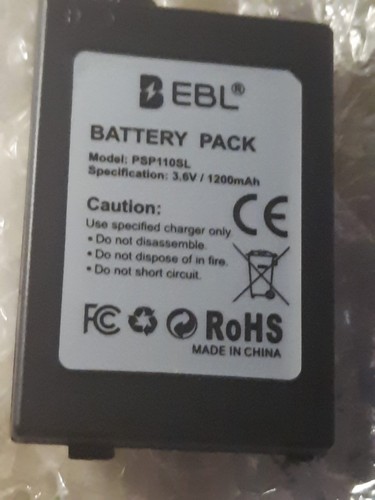 EBL®
BATTERY PACK
Model: PSP110SL
Specification: 3.6V / 1200mAh
Caution:
Use specified charger only.
• Do not disassemble.
• Do not dispose of in fire.
• Do not short circuit.
CE
FC RoHS
MADE IN CHINA